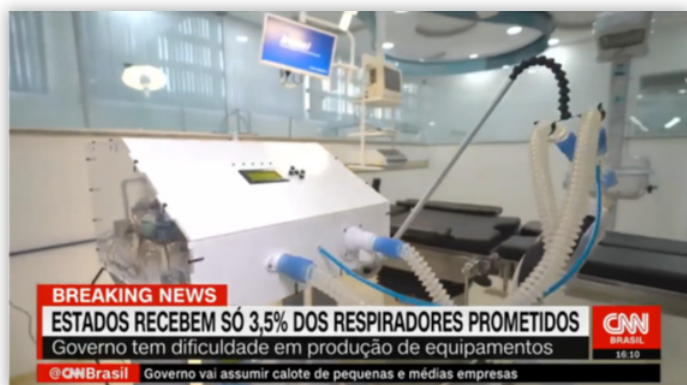 BREAKING NEWS
ESTADOS RECEBEM SÓ 3,5% DOS RESPIRADORES PROMETIDOS
Governo tem dificuldade em produção de equipamentos
CNN
BRASIL
16:10
@CNNBrasil Governo vai assumir calote de pequenas e médias empresas